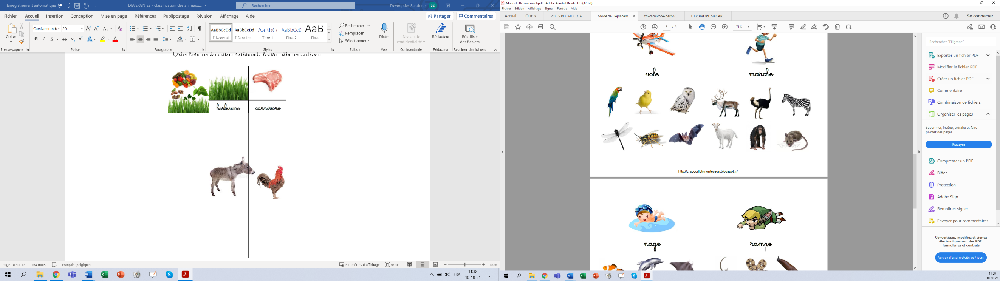 Enregistrement automatique
DEVERGNIES - classification des animaux...
Rechercher
Devergnies Sandrine
DS
Fichier Accueil Insertion Conception Mise en page Références Publipostage Révision Affichage Aide
Partager
Commentaires
Coller
Cursive stand
20
Aa
G I S ab x₂ x² A A
AaBbCcDd AaBbCcDd AaBbCc AaBbCcD AaB
¶ Normal ¶ Sans int... Titre 1 Titre 2 Titre
Rechercher
Remplacer
Sélectionner
Dicter
Niveau de
confidentialité
Rédacteur
Réutiliser
des fichiers
Presse-papiers Police Paragraphe Styles Édition Voix Confidentialité Rédacteur Réutiliser des fichiers
Trie les animaux suivant leur alimentation.
herbivore carnivore
Page 10 sur 13 164 mots Français (Belgique)
Paramètres d'affichage Focus 100%
FRA
11:38
10-10-21
Mode.de.Deplacement.pdf - Adobe Acrobat Reader DC (32-bit)
Fichier Edition Affichage Signer Fenêtre Aide
Accueil Outils POILS.PLUMES.ECA... Mode.de.Deplacem... tri-carnivore-herbiv... HERBIVORE.ou.CAR...
Se connecter
3 / 5
71%
vole marche
http://crapouillot-montessori.blogspot.fr/
nage rampe
Rechercher "Filigrane"
Exporter un fichier PDF
Modifier le fichier PDF
Créer un fichier PDF
Commentaire
Combinaison de fichiers
Organiser les pages
Supprimer, insérer, extraire et faire
pivoter des pages
Essayer
Compresser un PDF
Biffer
Protection
Adobe Sign
Remplir et signer
Envoyer pour commentaires
Convertissez, modifiez et signez
électroniquement des PDF
formulaires et contrats
Version d'essai gratuite de 7 jours
11:38
10-10-21